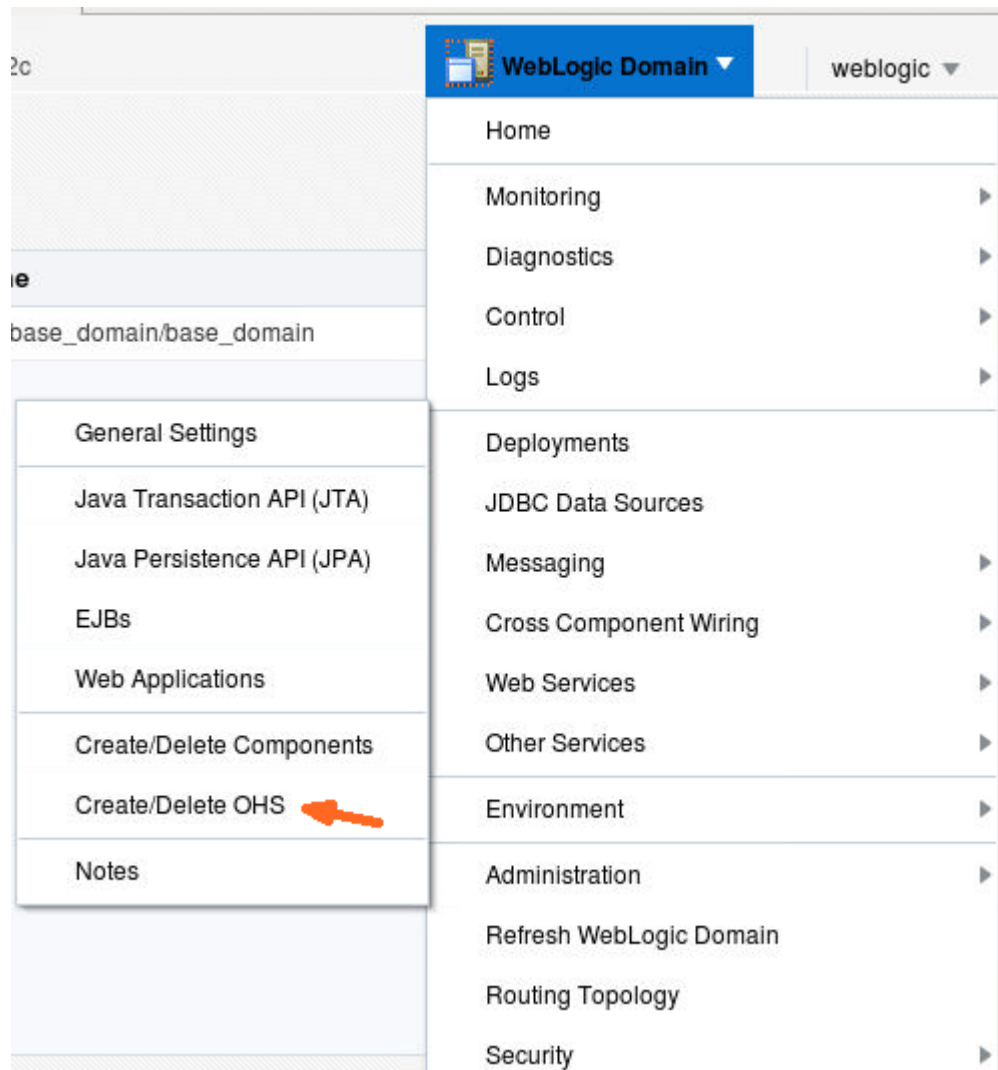 2c
WebLogic Domain
weblogic
Home
Monitoring
Diagnostics
Control
Logs
Deployments
JDBC Data Sources
Messaging
Cross Component Wiring
Web Services
Other Services
Environment
Administration
Refresh WebLogic Domain
Routing Topology
Security
base_domain/base_domain
General Settings
Java Transaction API (JTA)
Java Persistence API (JPA)
EJBs
Web Applications
Create/Delete Components
Create/Delete OHS
Notes